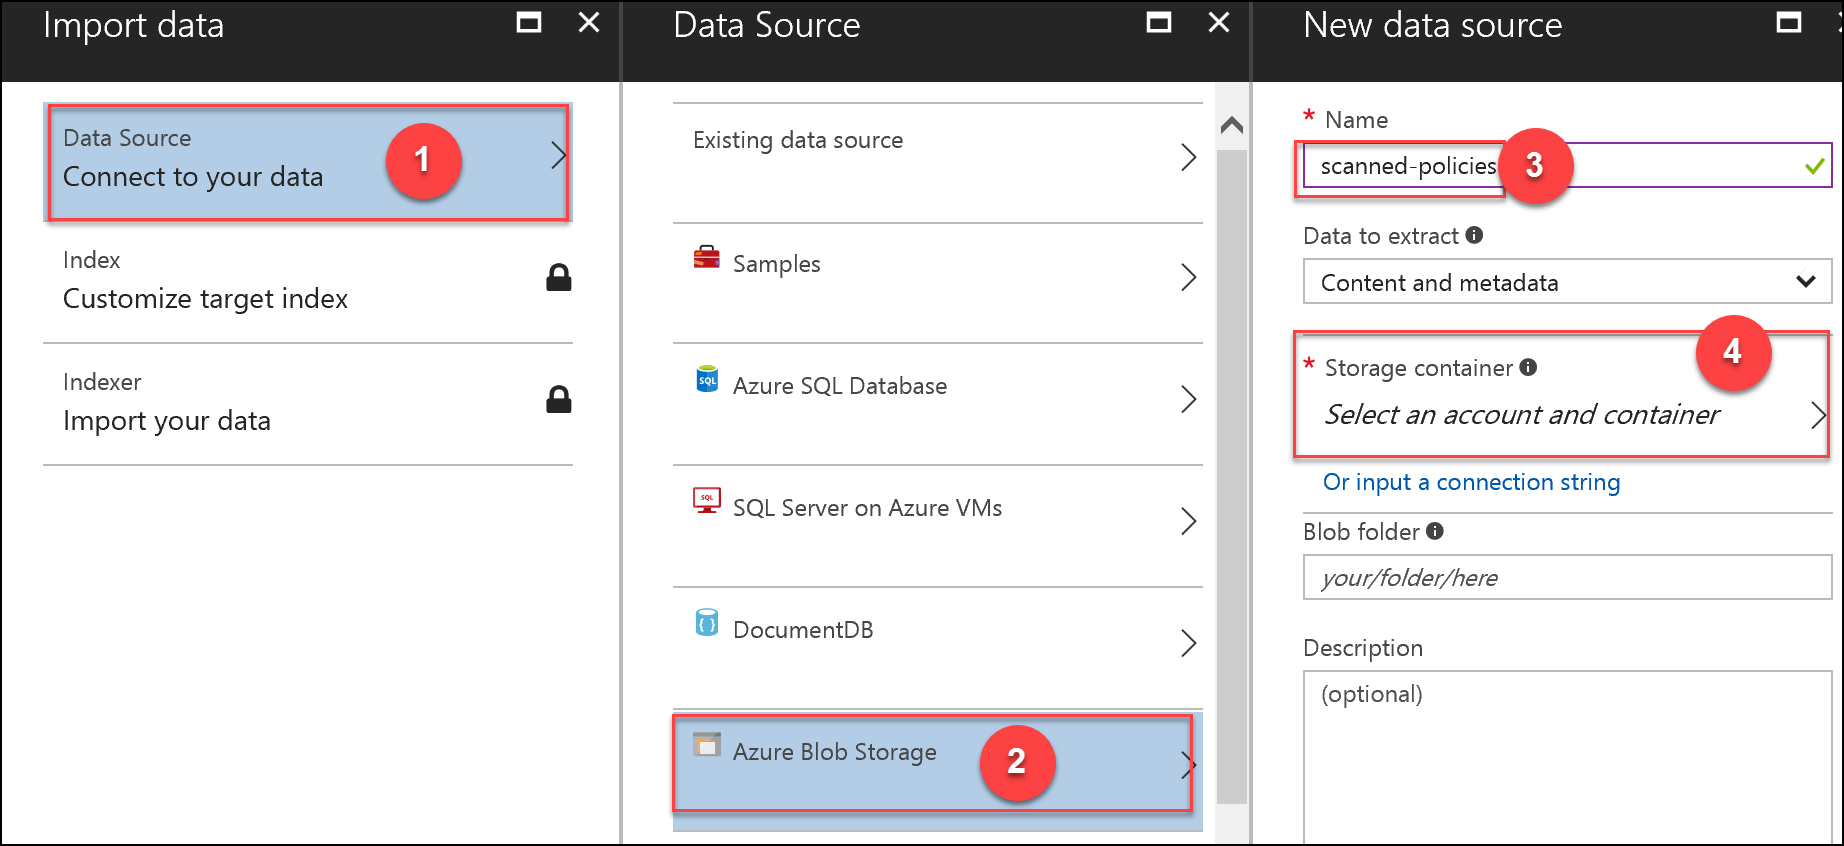 Import data
Data Source
Connect to your data
1
Index
Customize target index
Indexer
Import your data
Data Source
Existing data source
Samples
SQL
Azure SQL Database
SQL
SQL Server on Azure VMs
{ }
DocumentDB
Azure Blob Storage
2
New data source
* Name
scanned-policies
3
Data to extract
Content and metadata
4
* Storage container
Select an account and container
Or input a connection string
Blob folder
your/folder/here
Description
(optional)